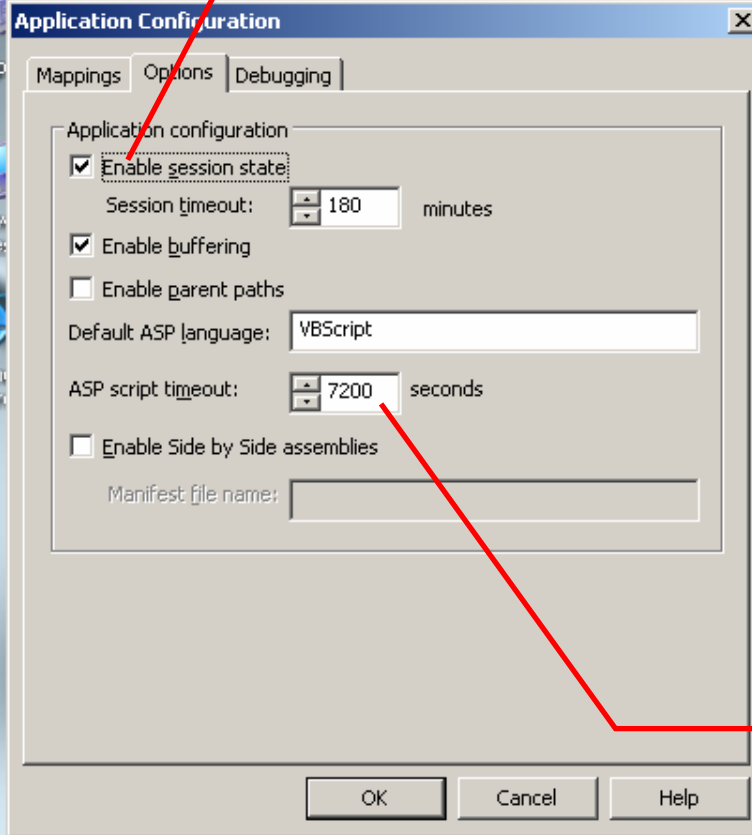 Application Configuration
Mappings Options Debugging
Application configuration
Enable session state
Session timeout: 180 minutes
Enable buffering
Enable parent paths
Default ASP language: VBScript
ASP script timeout: 7200 seconds
Enable Side by Side assemblies
Manifest file name:
OK Cancel Help